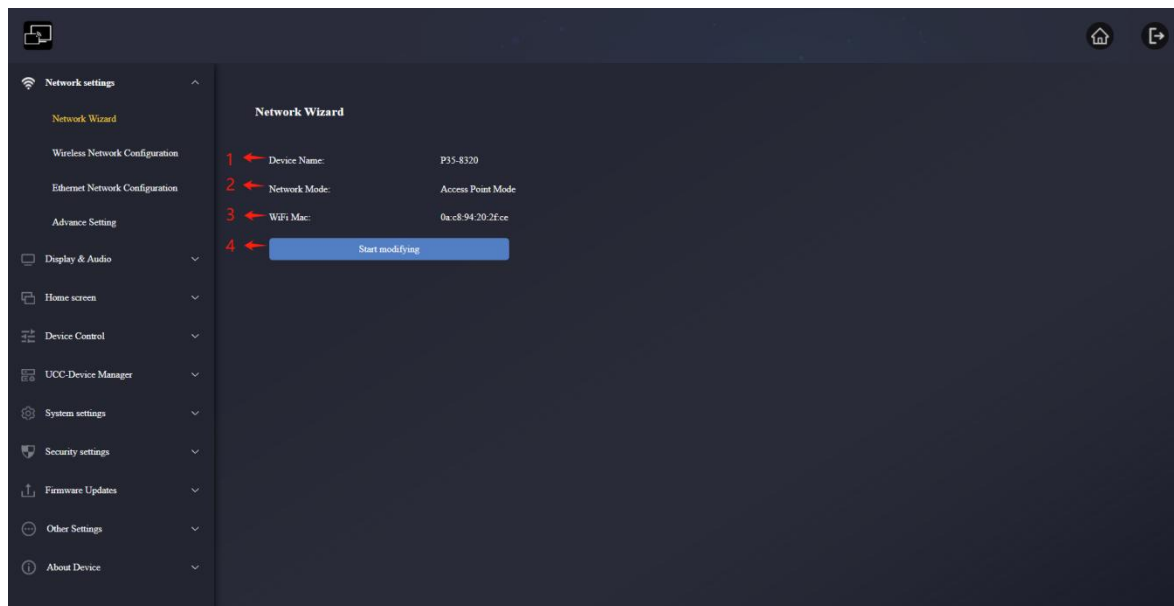 Network settings
Network Wizard
Wireless Network Configuration
Ethernet Network Configuration
Advance Setting
Display & Audio
Home screen
Device Control
UCC-Device Manager
System settings
Security settings
Firmware Updates
Other Settings
About Device
Network Wizard
1 Device Name: P35-8320
2 Network Mode: Access Point Mode
3 WiFi Mac: 0a:c8:94:20:2f:ce
4 Start modifying